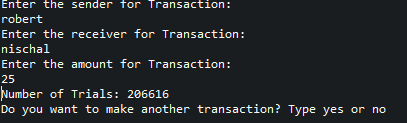 Enter the sender for Transaction:
robert
Enter the receiver for Transaction:
nischal
Enter the amount for Transaction:
25
Number of Trials: 206616
Do you want to make another transaction? Type yes or no